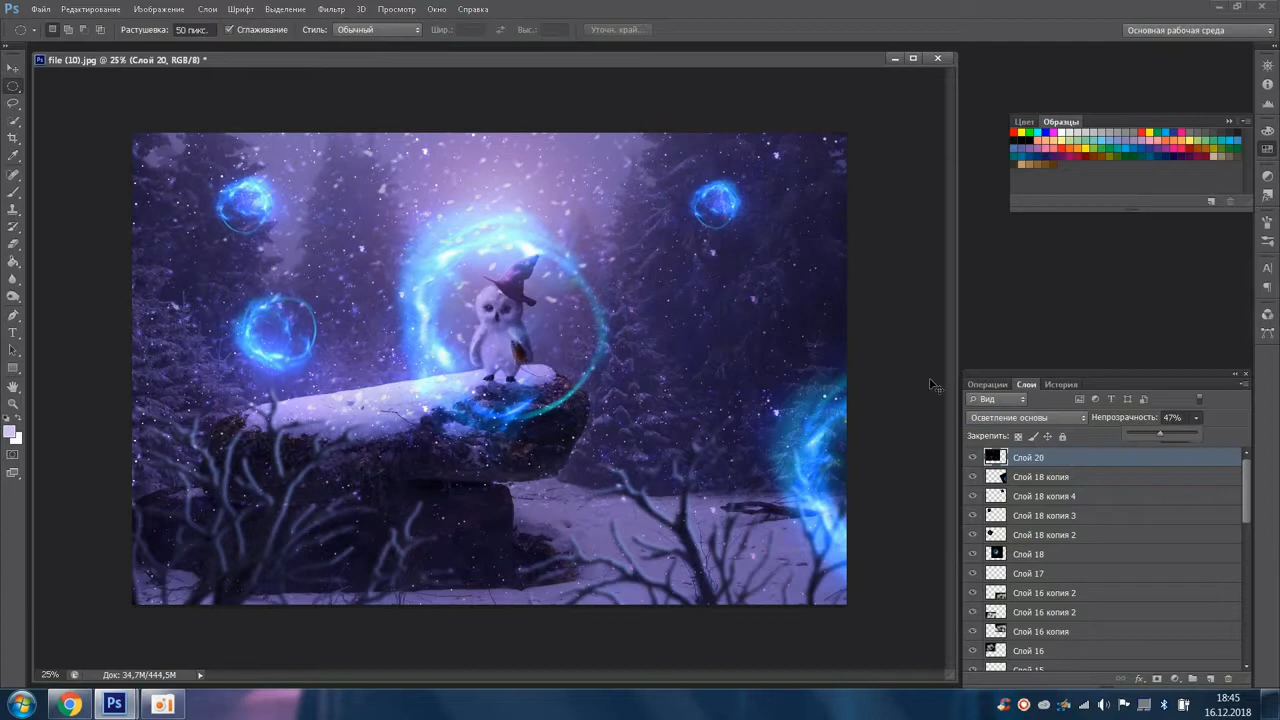 Ps Файл Редактирование Изображение Слои Шрифт Выделение Фильтр 3D Просмотр Окно Справка
Растушевка: 50 пикс. Сглаживание Стиль: Обычный Шир.: Выс.: Уточн. край... Основная рабочая среда
Ps file (10).jpg @ 25% (Слой 20, RGB/8) *
Цвет Образцы
Операции Слои История
Вид
Осветление основы Непрозрачность: 47%
Закрепить:
Слой 20
Слой 18 копия
Слой 18 копия 4
Слой 18 копия 3
Слой 18 копия 2
Слой 18
Слой 17
Слой 16 копия 2
Слой 16 копия 2
Слой 16 копия
Слой 16
Слой 15
25% Док: 34,7M/444,5M
Ps
18:45
16.12.2018